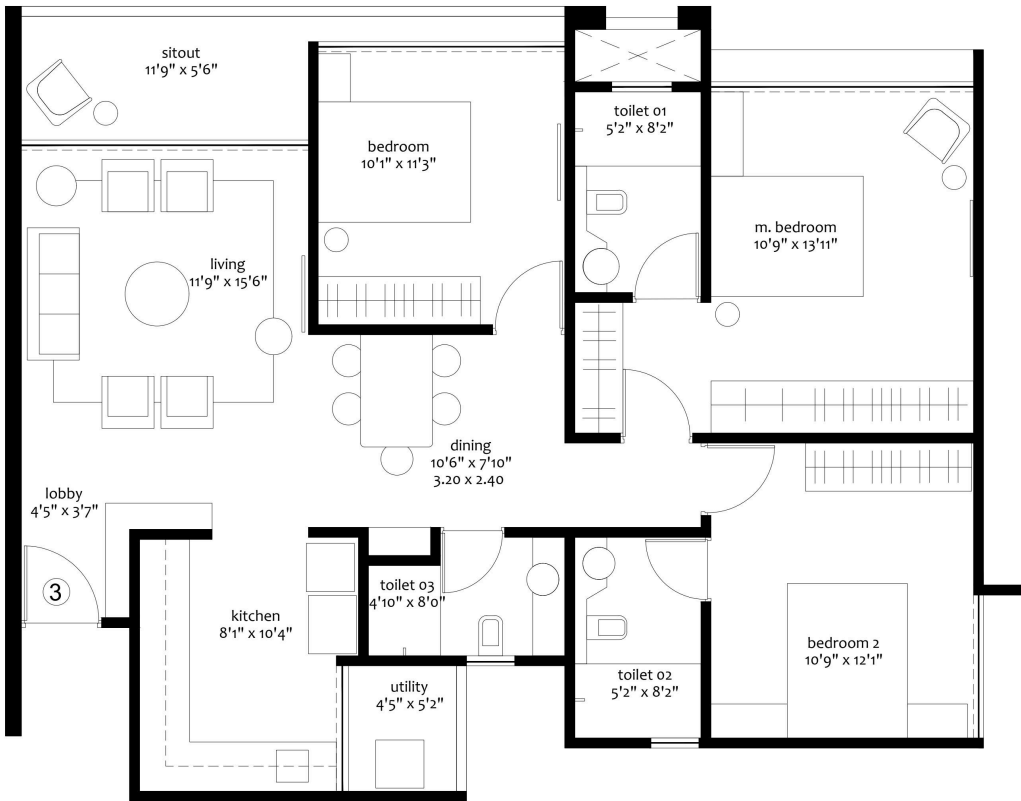 sitout
11'9" x 5'6"
bedroom
10'1" x 11'3"
toilet 01
5'2" x 8'2"
m. bedroom
10'9" x 13'11"
living
11'9" x 15'6"
dining
10'6" x 7'10"
3.20 x 2.40
lobby
4'5" x 3'7"
3
kitchen
8'1" x 10'4"
toilet 03
4'10" x 8'0"
utility
4'5" x 5'2"
toilet 02
5'2" x 8'2"
bedroom 2
10'9" x 12'1"